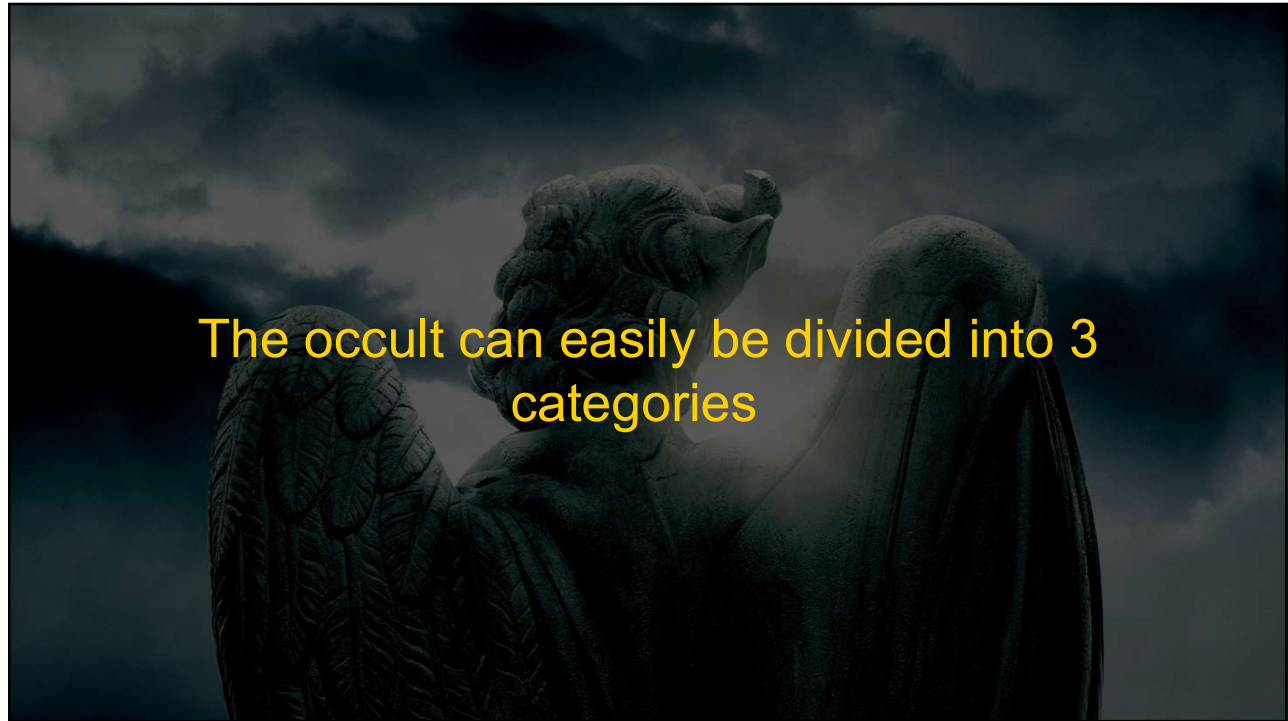 The occult can easily be divided into 3
categories